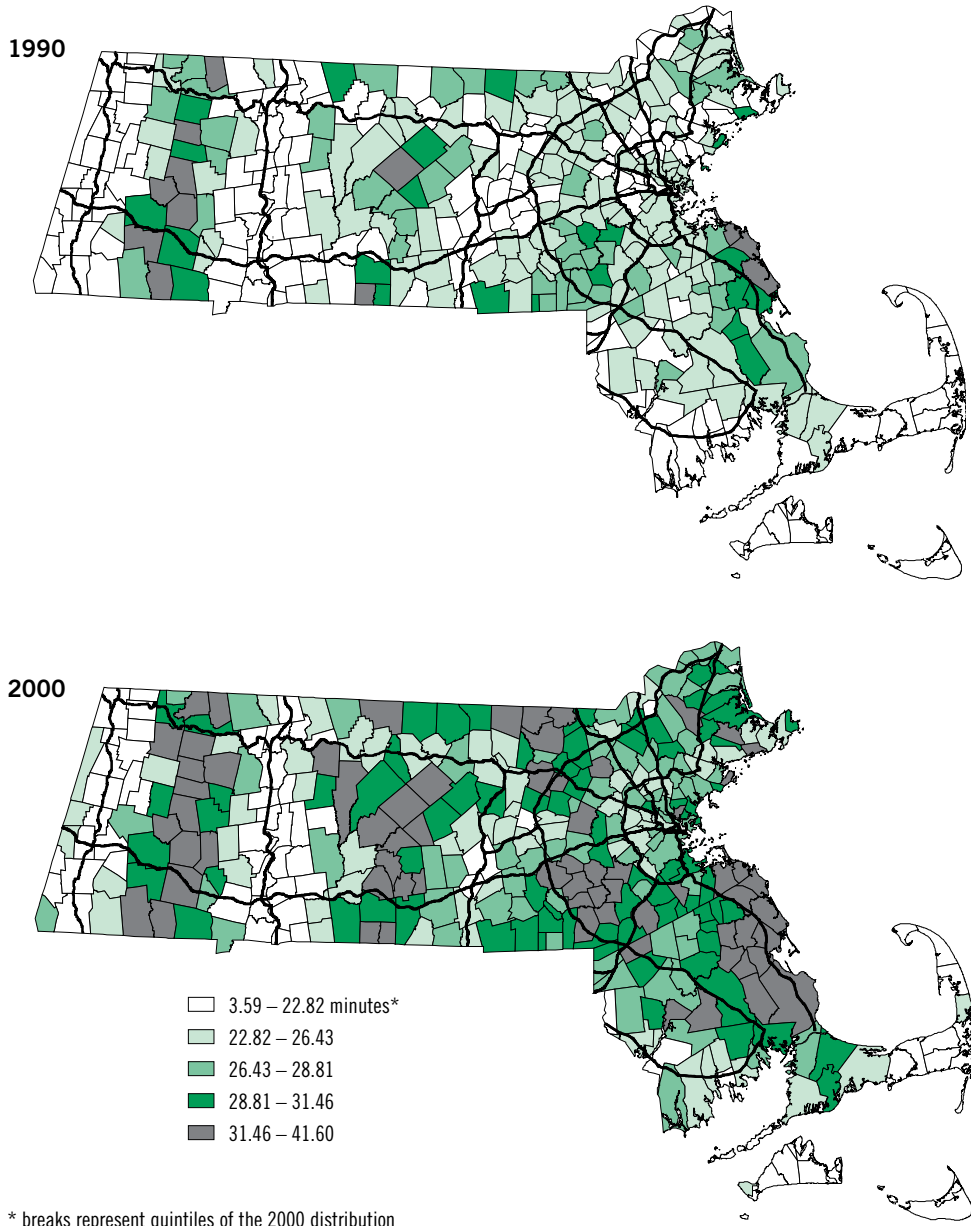 1990
2000
3.59 – 22.82 minutes*
22.82 – 26.43
26.43 – 28.81
28.81 – 31.46
31.46 – 41.60
* breaks represent quintiles of the 2000 distribution